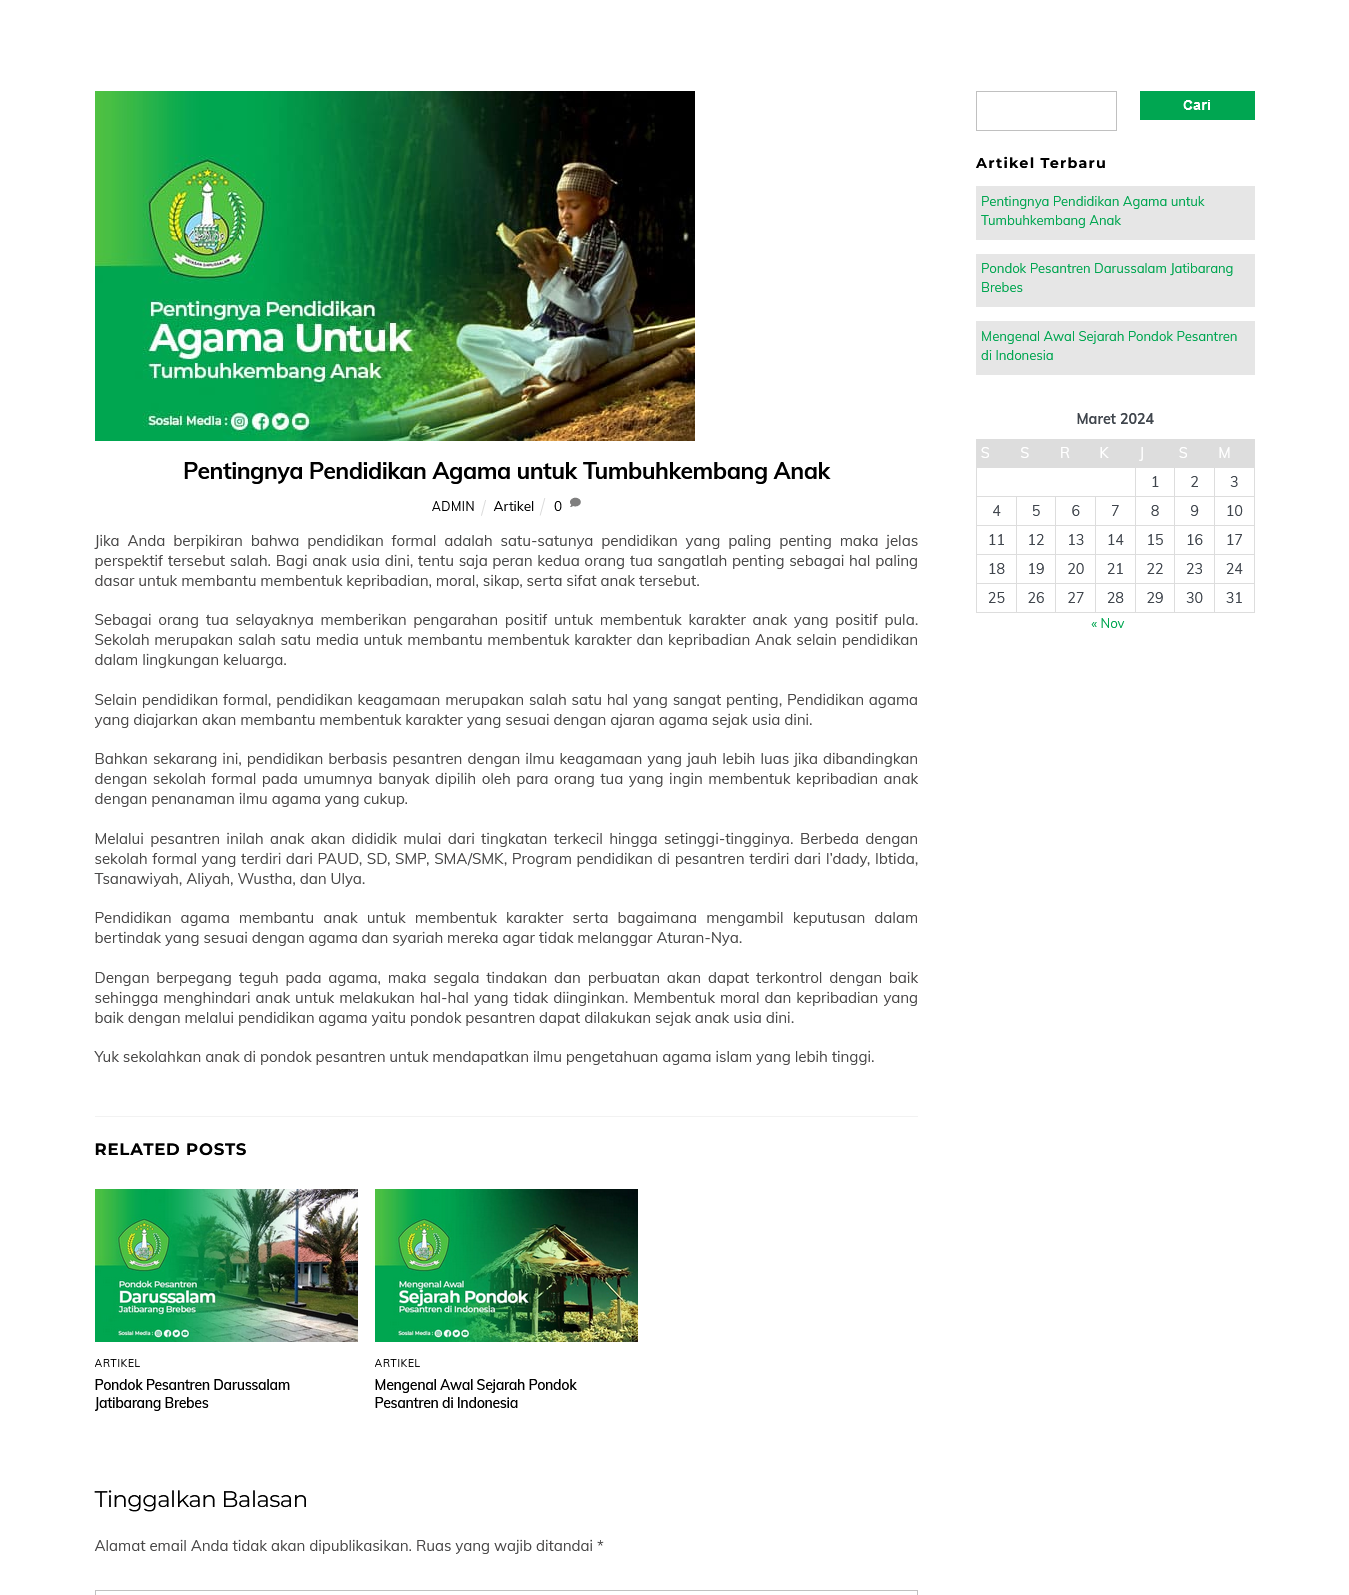 Pentingnya Pendidikan
Agama Untuk
Tumbuhkembang Anak
Sosial Media :
Pentingnya Pendidikan Agama untuk Tumbuhkembang Anak
ADMIN / Artikel / 0
Jika Anda berpikiran bahwa pendidikan formal adalah satu-satunya pendidikan yang paling penting maka jelas
perspektif tersebut salah. Bagi anak usia dini, tentu saja peran kedua orang tua sangatlah penting sebagai hal paling
dasar untuk membantu membentuk kepribadian, moral, sikap, serta sifat anak tersebut.
Sebagai orang tua selayaknya memberikan pengarahan positif untuk membentuk karakter anak yang positif pula.
Sekolah merupakan salah satu media untuk membantu membentuk karakter dan kepribadian Anak selain pendidikan
dalam lingkungan keluarga.
Selain pendidikan formal, pendidikan keagamaan merupakan salah satu hal yang sangat penting, Pendidikan agama
yang diajarkan akan membantu membentuk karakter yang sesuai dengan ajaran agama sejak usia dini.
Bahkan sekarang ini, pendidikan berbasis pesantren dengan ilmu keagamaan yang jauh lebih luas jika dibandingkan
dengan sekolah formal pada umumnya banyak dipilih oleh para orang tua yang ingin membentuk kepribadian anak
dengan penanaman ilmu agama yang cukup.
Melalui pesantren inilah anak akan dididik mulai dari tingkatan terkecil hingga setinggi-tingginya. Berbeda dengan
sekolah formal yang terdiri dari PAUD, SD, SMP, SMA/SMK, Program pendidikan di pesantren terdiri dari I’dady, Ibtida,
Tsanawiyah, Aliyah, Wustha, dan Ulya.
Pendidikan agama membantu anak untuk membentuk karakter serta bagaimana mengambil keputusan dalam
bertindak yang sesuai dengan agama dan syariah mereka agar tidak melanggar Aturan-Nya.
Dengan berpegang teguh pada agama, maka segala tindakan dan perbuatan akan dapat terkontrol dengan baik
sehingga menghindari anak untuk melakukan hal-hal yang tidak diinginkan. Membentuk moral dan kepribadian yang
baik dengan melalui pendidikan agama yaitu pondok pesantren dapat dilakukan sejak anak usia dini.
Yuk sekolahkan anak di pondok pesantren untuk mendapatkan ilmu pengetahuan agama islam yang lebih tinggi.
RELATED POSTS
Pondok Pesantren
Darussalam
Jatibarang Brebes
Sosial Media :
ARTIKEL
Pondok Pesantren Darussalam
Jatibarang Brebes
Mengenal Awal
Sejarah Pondok
Pesantren di Indonesia
Sosial Media :
ARTIKEL
Mengenal Awal Sejarah Pondok
Pesantren di Indonesia
Tinggalkan Balasan
Alamat email Anda tidak akan dipublikasikan. Ruas yang wajib ditandai *
Cari
Artikel Terbaru
Pentingnya Pendidikan Agama untuk
Tumbuhkembang Anak
Pondok Pesantren Darussalam Jatibarang
Brebes
Mengenal Awal Sejarah Pondok Pesantren
di Indonesia
Maret 2024
S S R K J S M
1 2 3
4 5 6 7 8 9 10
11 12 13 14 15 16 17
18 19 20 21 22 23 24
25 26 27 28 29 30 31
« Nov